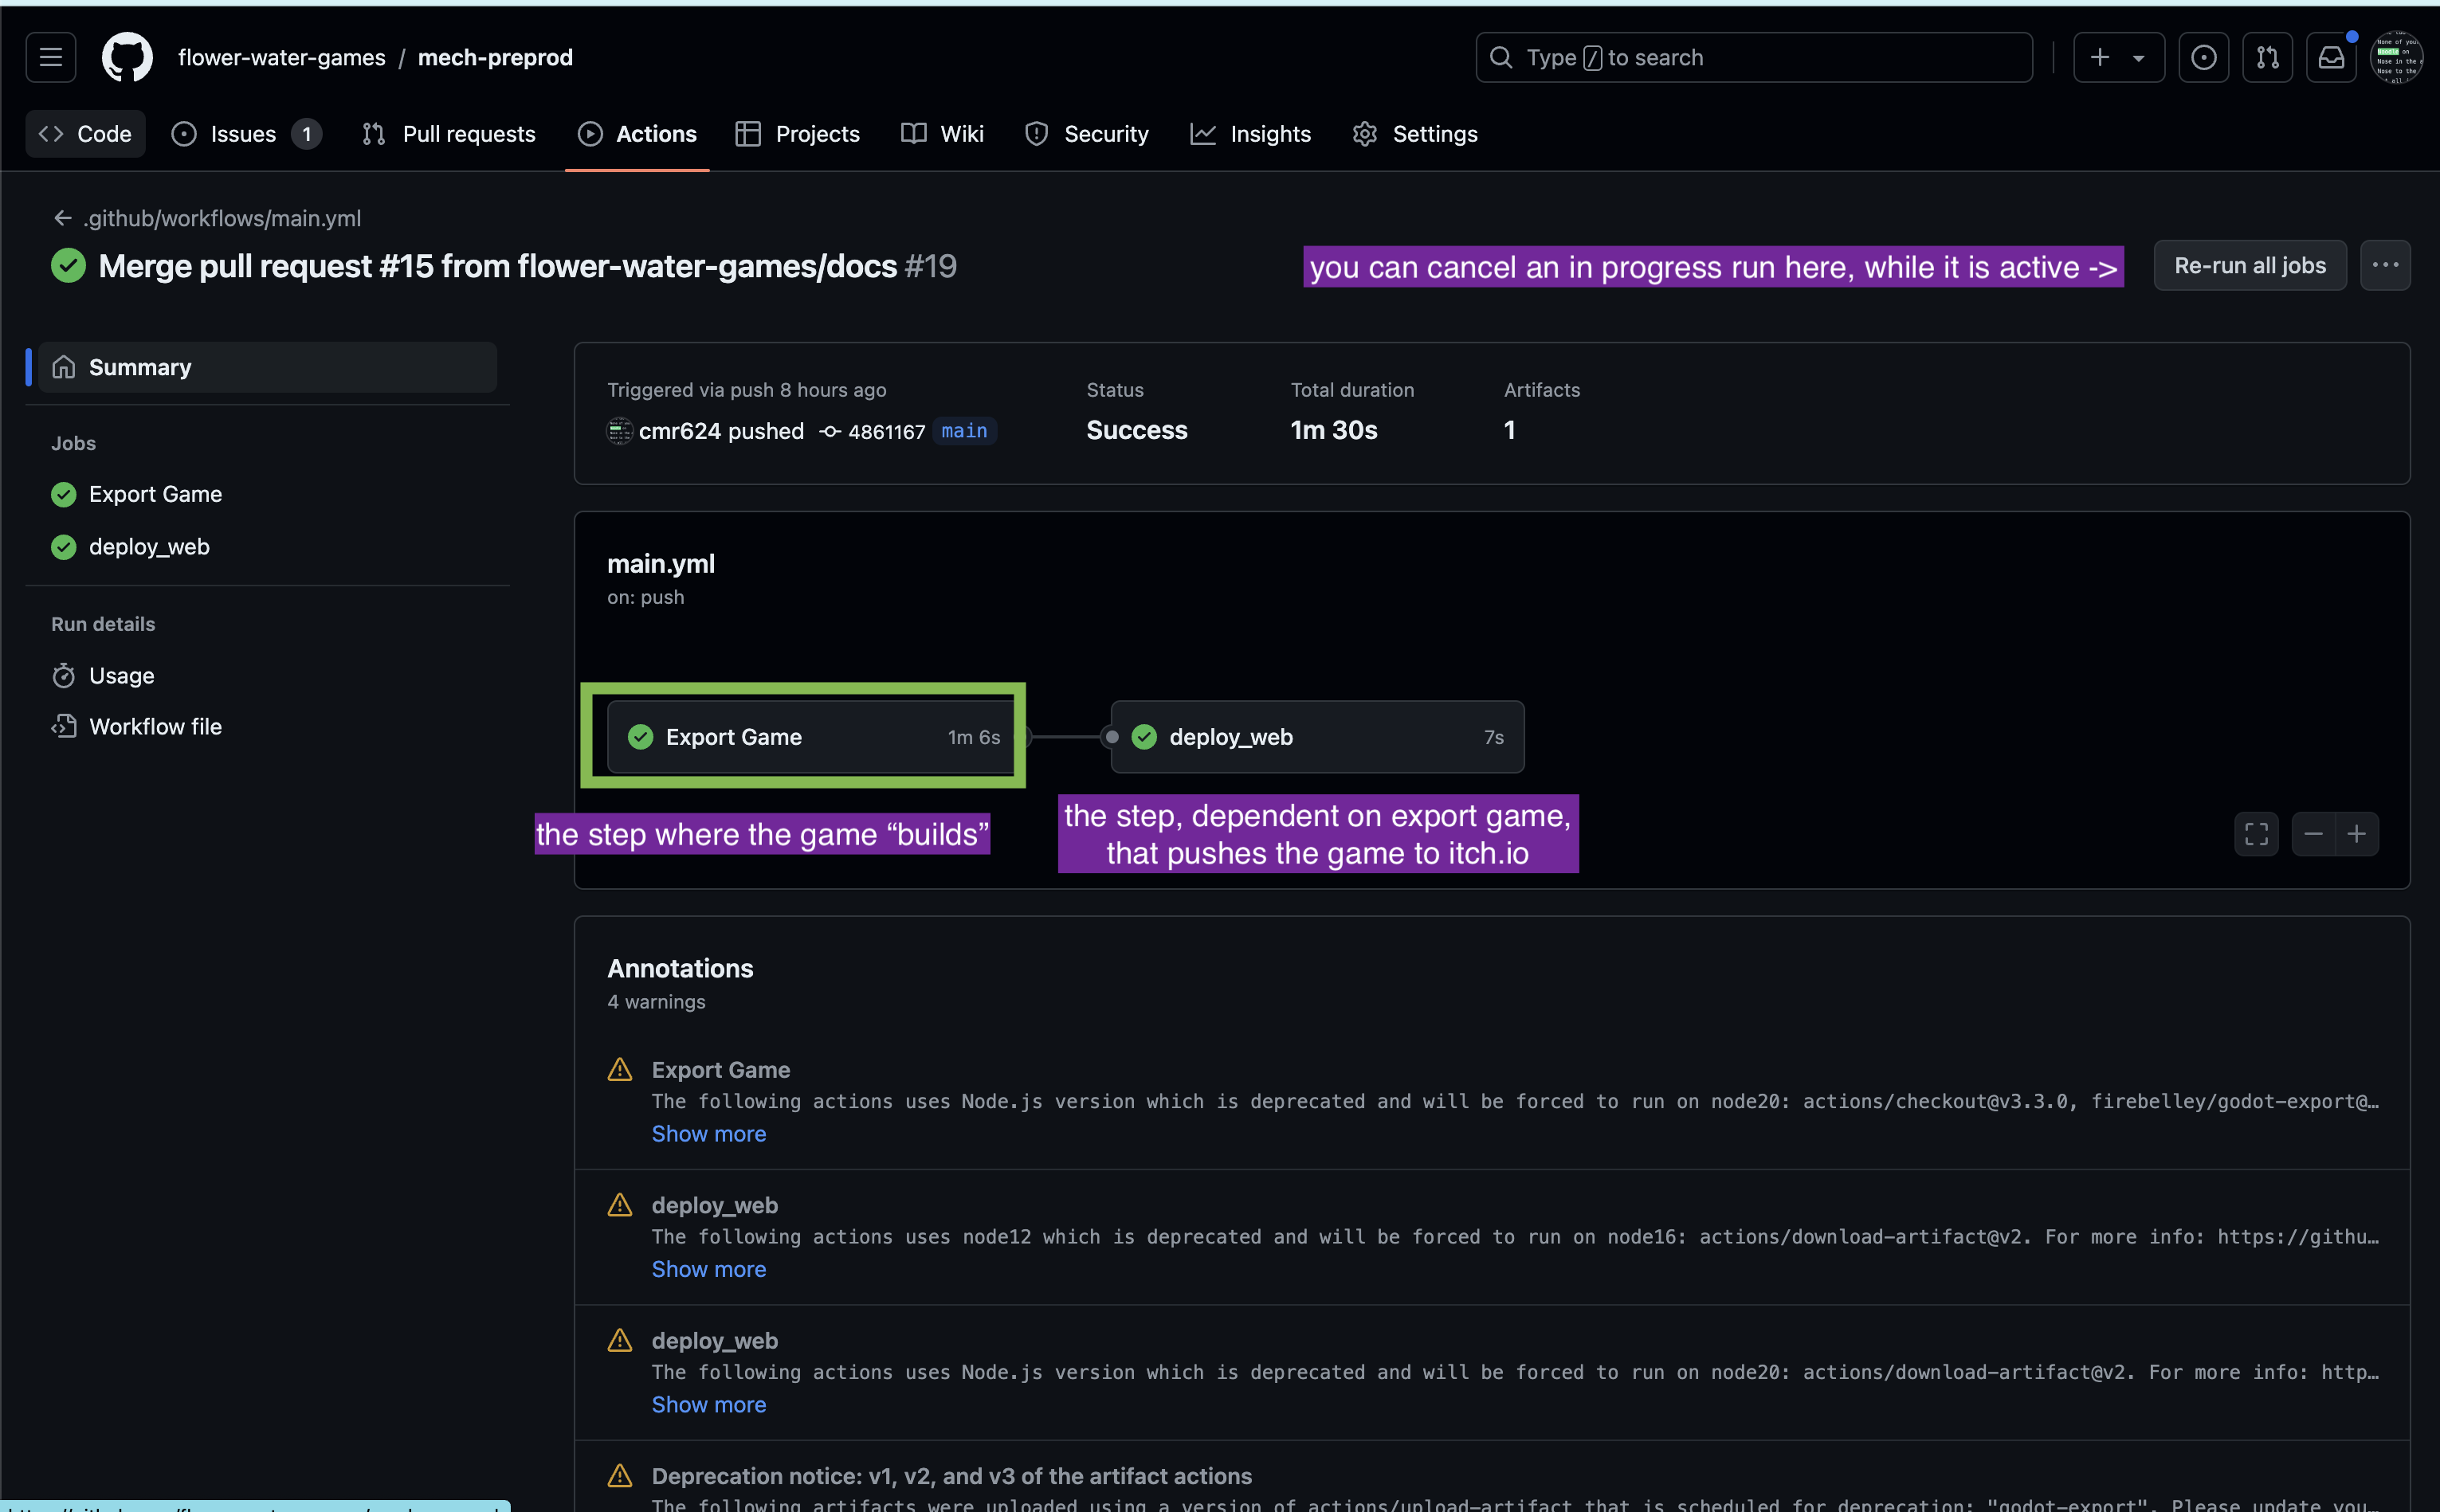 flower-water-games / mech-preprod
Type / to search
Code
Issues 1
Pull requests
Actions
Projects
Wiki
Security
Insights
Settings
.github/workflows/main.yml
Merge pull request #15 from flower-water-games/docs #19
you can cancel an in progress run here, while it is active ->
Re-run all jobs
Summary
Jobs
Export Game
deploy_web
Run details
Usage
Workflow file
Triggered via push 8 hours ago
cmr624 pushed 4861167 main
Status
Success
Total duration
1m 30s
Artifacts
1
main.yml
on: push
Export Game 1m 6s
deploy_web 7s
the step where the game “builds”
the step, dependent on export game,
that pushes the game to itch.io
Annotations
4 warnings
Export Game
The following actions uses Node.js version which is deprecated and will be forced to run on node20: actions/checkout@v3.3.0, firebelley/godot-export@…
Show more
deploy_web
The following actions uses node12 which is deprecated and will be forced to run on node16: actions/download-artifact@v2. For more info: https://githu…
Show more
deploy_web
The following actions uses Node.js version which is deprecated and will be forced to run on node20: actions/download-artifact@v2. For more info: http…
Show more
Deprecation notice: v1, v2, and v3 of the artifact actions
The following artifacts were uploaded using a version of actions/upload-artifact that is scheduled for deprecation: "godot-export". Please update you…